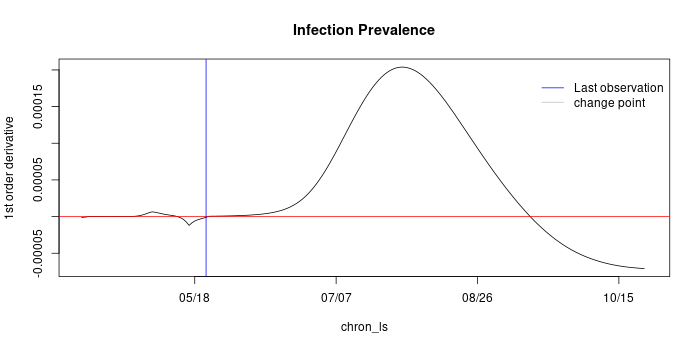 Infection Prevalence
1st order derivative
0.00015
0.00005
-0.00005
Last observation
change point
05/18
07/07
08/26
10/15
chron_ls